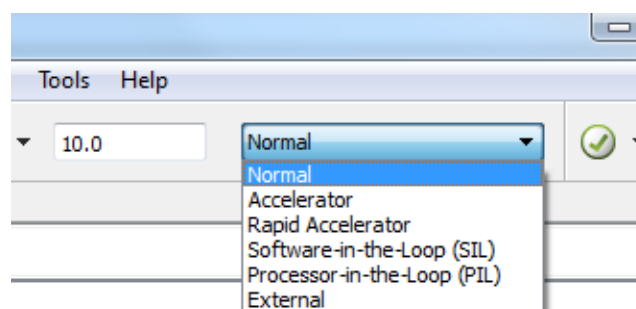 Tools Help
10.0 Normal
Normal
Accelerator
Rapid Accelerator
Software-in-the-Loop (SIL)
Processor-in-the-Loop (PIL)
External